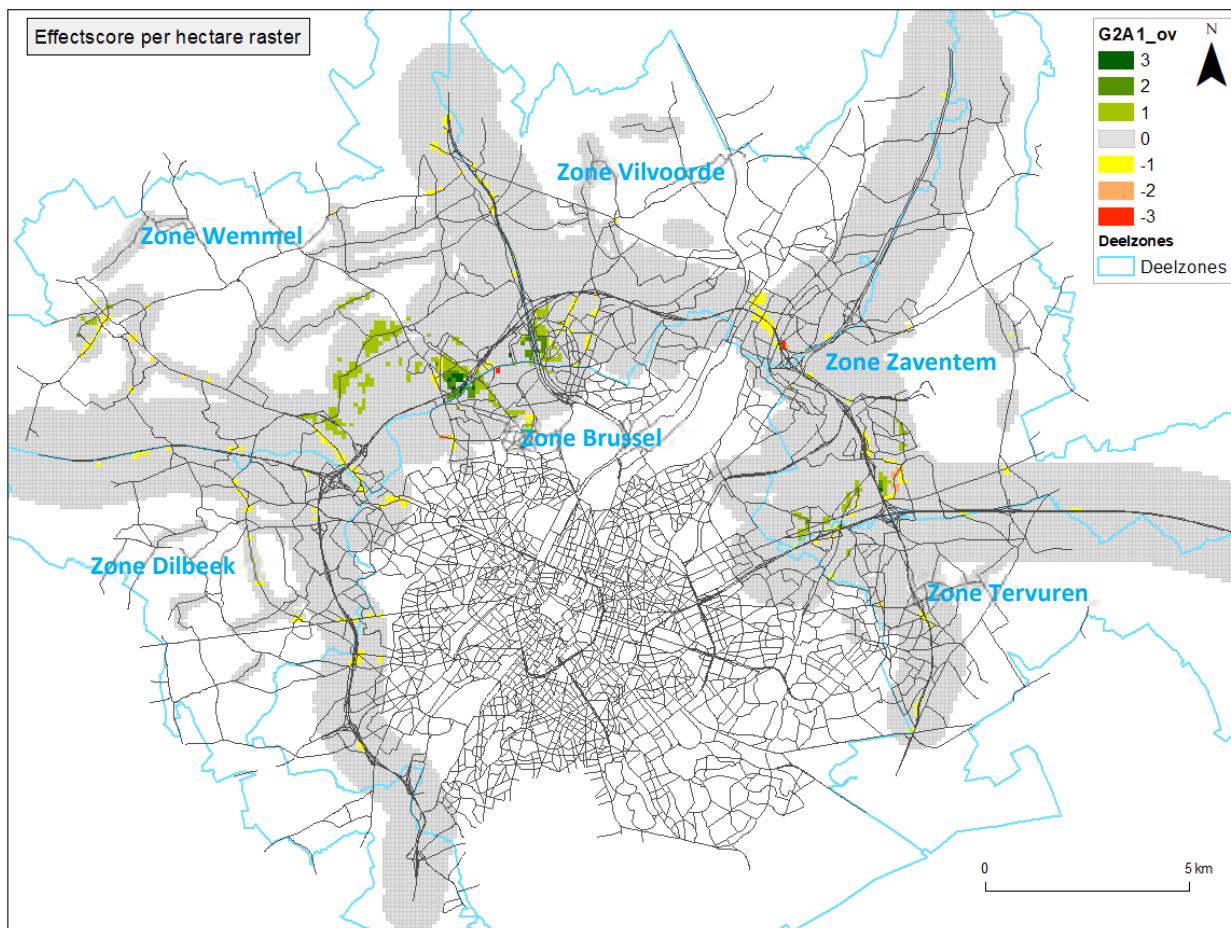 Effectscore per hectare raster
G2A1_ov
N
3
2
1
0
-1
-2
-3
Deelzones
Deelzones
Zone Vilvoorde
Zone Wemmel
Zone Zaventem
Zone Brussel
Zone Dilbeek
Zone Tervuren
0 5 km